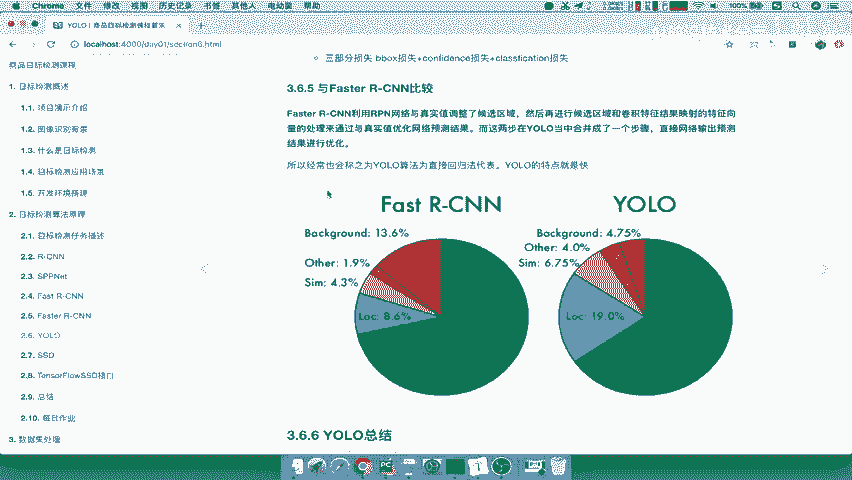 Chrome 文件 修改 视图 历史记录 书签 其他人 电动窗 帮助
100%
YOLO | 商品目标检测课程
localhost:4000/day01/section6.html
商品目标检测课程
1. 目标检测概述
1.1. 项目演示介绍
1.2. 图像识别背景
1.3. 什么是目标检测
1.4. 目标检测应用场景
1.5. 开发环境搭建
2. 目标检测算法原理
2.1. 目标检测任务描述
2.2. R-CNN
2.3. SPPNet
2.4. Fast R-CNN
2.5. Faster R-CNN
2.6. YOLO
2.7. SSD
2.8. TensorFlowSSD接口
2.9. 总结
2.10. 每日作业
3. 数据集处理
三部分损失 bbox损失+confidence损失+classfication损失
3.6.5 与Faster R-CNN比较
Faster R-CNN利用RPN网络与真实值调整了候选区域，然后再进行候选区域和卷积特征结果映射的特征向
量的处理来通过与真实值优化网络预测结果。而这两步在YOLO当中合并成了一个步骤，直接网络输出预测
结果进行优化。
所以经常也会称之为YOLO算法为直接回归法代表。YOLO的特点就是快
Fast R-CNN
Background: 13.6%
Other: 1.9%
Sim: 4.3%
Loc: 8.6%
YOLO
Background: 4.75%
Other: 4.0%
Sim: 6.75%
Loc: 19.0%
3.6.6 YOLO总结